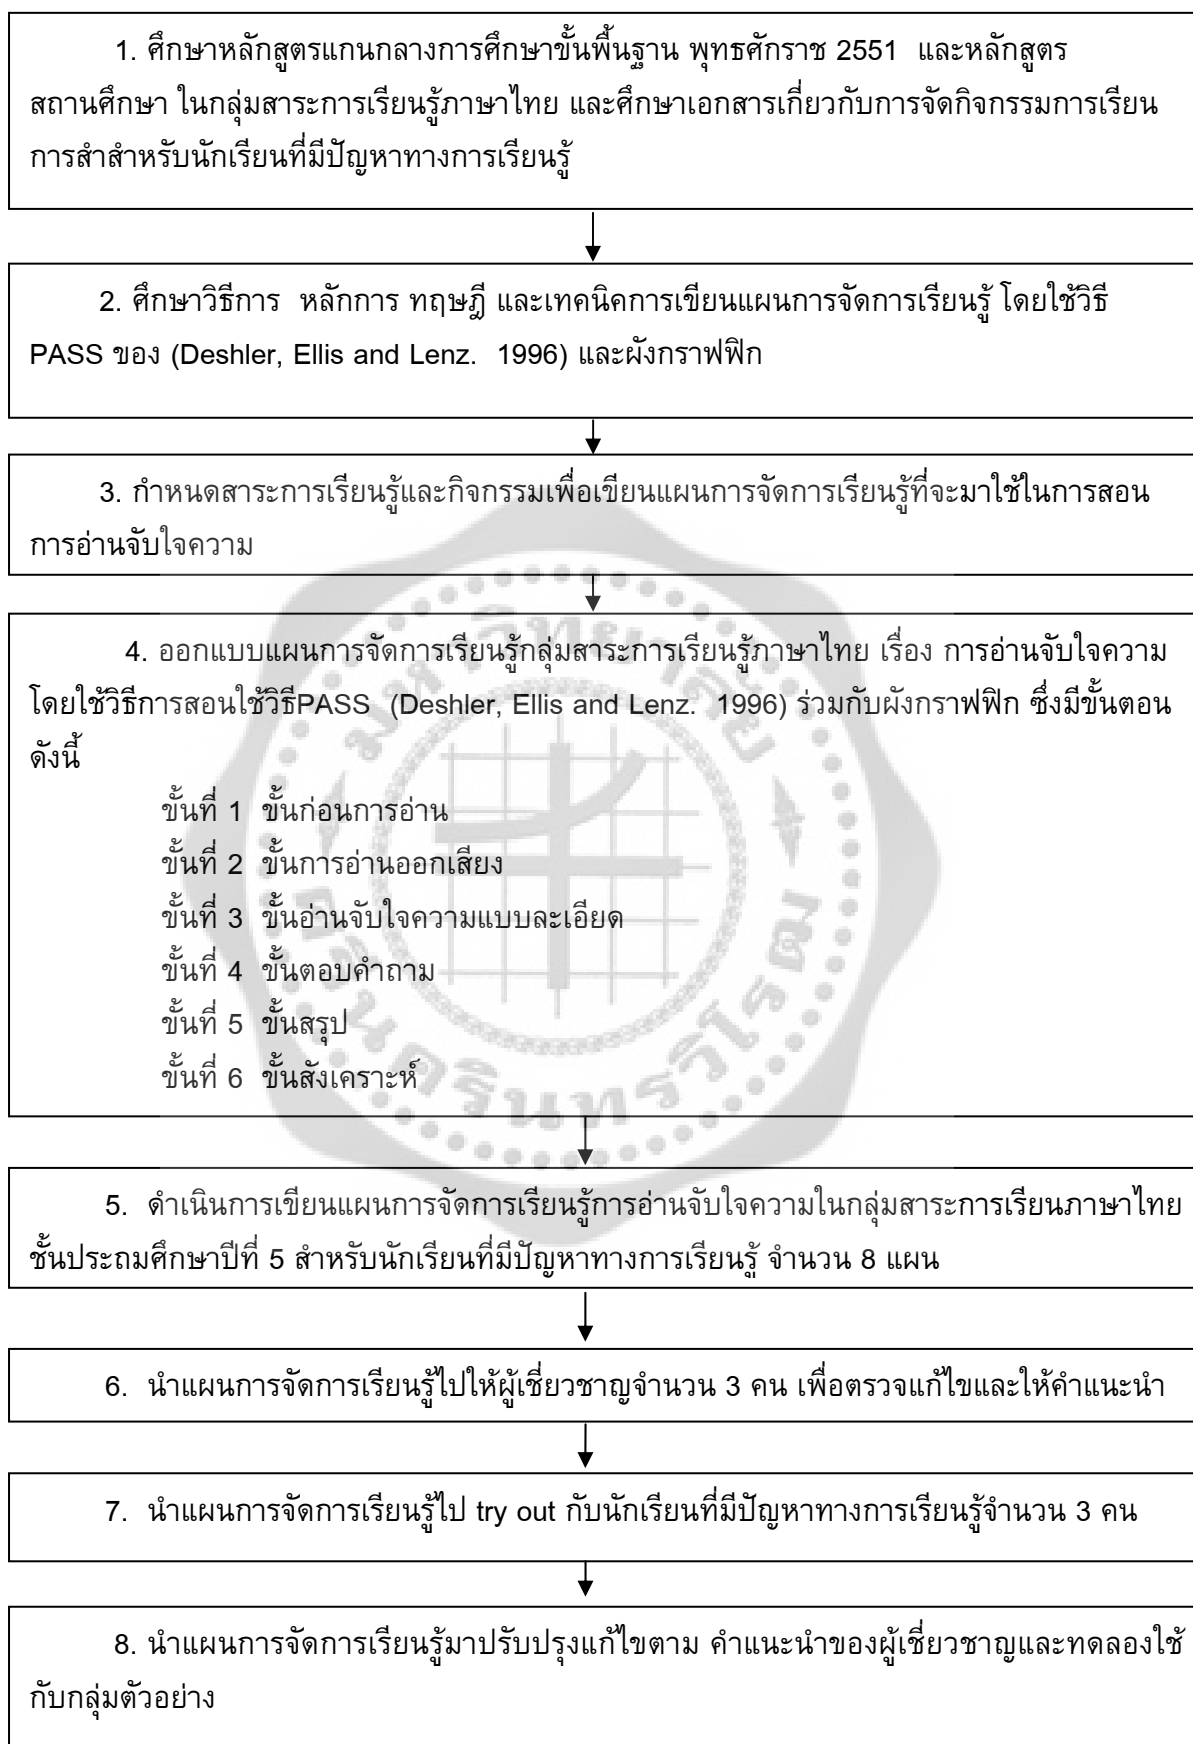 1. ศึกษาหลักสูตรแกนกลางการศึกษาขั้นพื้นฐาน พุทธศักราช 2551 และหลักสูตร
สถานศึกษา ในกลุ่มสาระการเรียนรู้ภาษาไทย และศึกษาเอกสารเกี่ยวกับการจัดกิจกรรมการเรียน
การสำสำหรับนักเรียนที่มีปัญหาทางการเรียนรู้
2. ศึกษาวิธีการ หลักการ ทฤษฎี และเทคนิคการเขียนแผนการจัดการเรียนรู้ โดยใช้วิธี
PASS ของ (Deshler, Ellis and Lenz. 1996) และผังกราฟฟิก
3. กำหนดสาระการเรียนรู้และกิจกรรมเพื่อเขียนแผนการจัดการเรียนรู้ที่จะมาใช้ในการสอน
การอ่านจับใจความ
4. ออกแบบแผนการจัดการเรียนรู้กลุ่มสาระการเรียนรู้ภาษาไทย เรื่อง การอ่านจับใจความ
โดยใช้วิธีการสอนใช้วิธีPASS (Deshler, Ellis and Lenz. 1996) ร่วมกับผังกราฟฟิก ซึ่งมีขั้นตอน
ดังนี้
ขั้นที่ 1 ขั้นก่อนการอ่าน
ขั้นที่ 2 ขั้นการอ่านออกเสียง
ขั้นที่ 3 ขั้นอ่านจับใจความแบบละเอียด
ขั้นที่ 4 ขั้นตอบคำถาม
ขั้นที่ 5 ขั้นสรุป
ขั้นที่ 6 ขั้นสังเคราะห์
มหาวิทยาลัย
ศรีนครินทรวิโรฒ
5. ดำเนินการเขียนแผนการจัดการเรียนรู้การอ่านจับใจความในกลุ่มสาระการเรียนภาษาไทย
ชั้นประถมศึกษาปีที่ 5 สำหรับนักเรียนที่มีปัญหาทางการเรียนรู้ จำนวน 8 แผน
6. นำแผนการจัดการเรียนรู้ไปให้ผู้เชี่ยวชาญจำนวน 3 คน เพื่อตรวจแก้ไขและให้คำแนะนำ
7. นำแผนการจัดการเรียนรู้ไป try out กับนักเรียนที่มีปัญหาทางการเรียนรู้จำนวน 3 คน
8. นำแผนการจัดการเรียนรู้มาปรับปรุงแก้ไขตาม คำแนะนำของผู้เชี่ยวชาญและทดลองใช้
กับกลุ่มตัวอย่าง